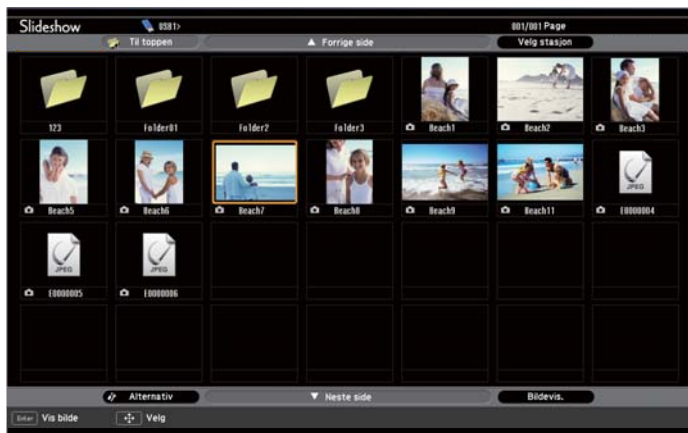 Slideshow USB1> 001/001 Page
Til toppen Forrige side Velg stasjon
123 Folder01 Folder2 Folder3 Beach1 Beach2 Beach3
Beach5 Beach6 Beach7 Beach8 Beach9 Beach11 E0000004
JPEG
JPEG JPEG
E0000005 E0000006
Alternativ Neste side Bildevis.
Enter Vis bilde Velg